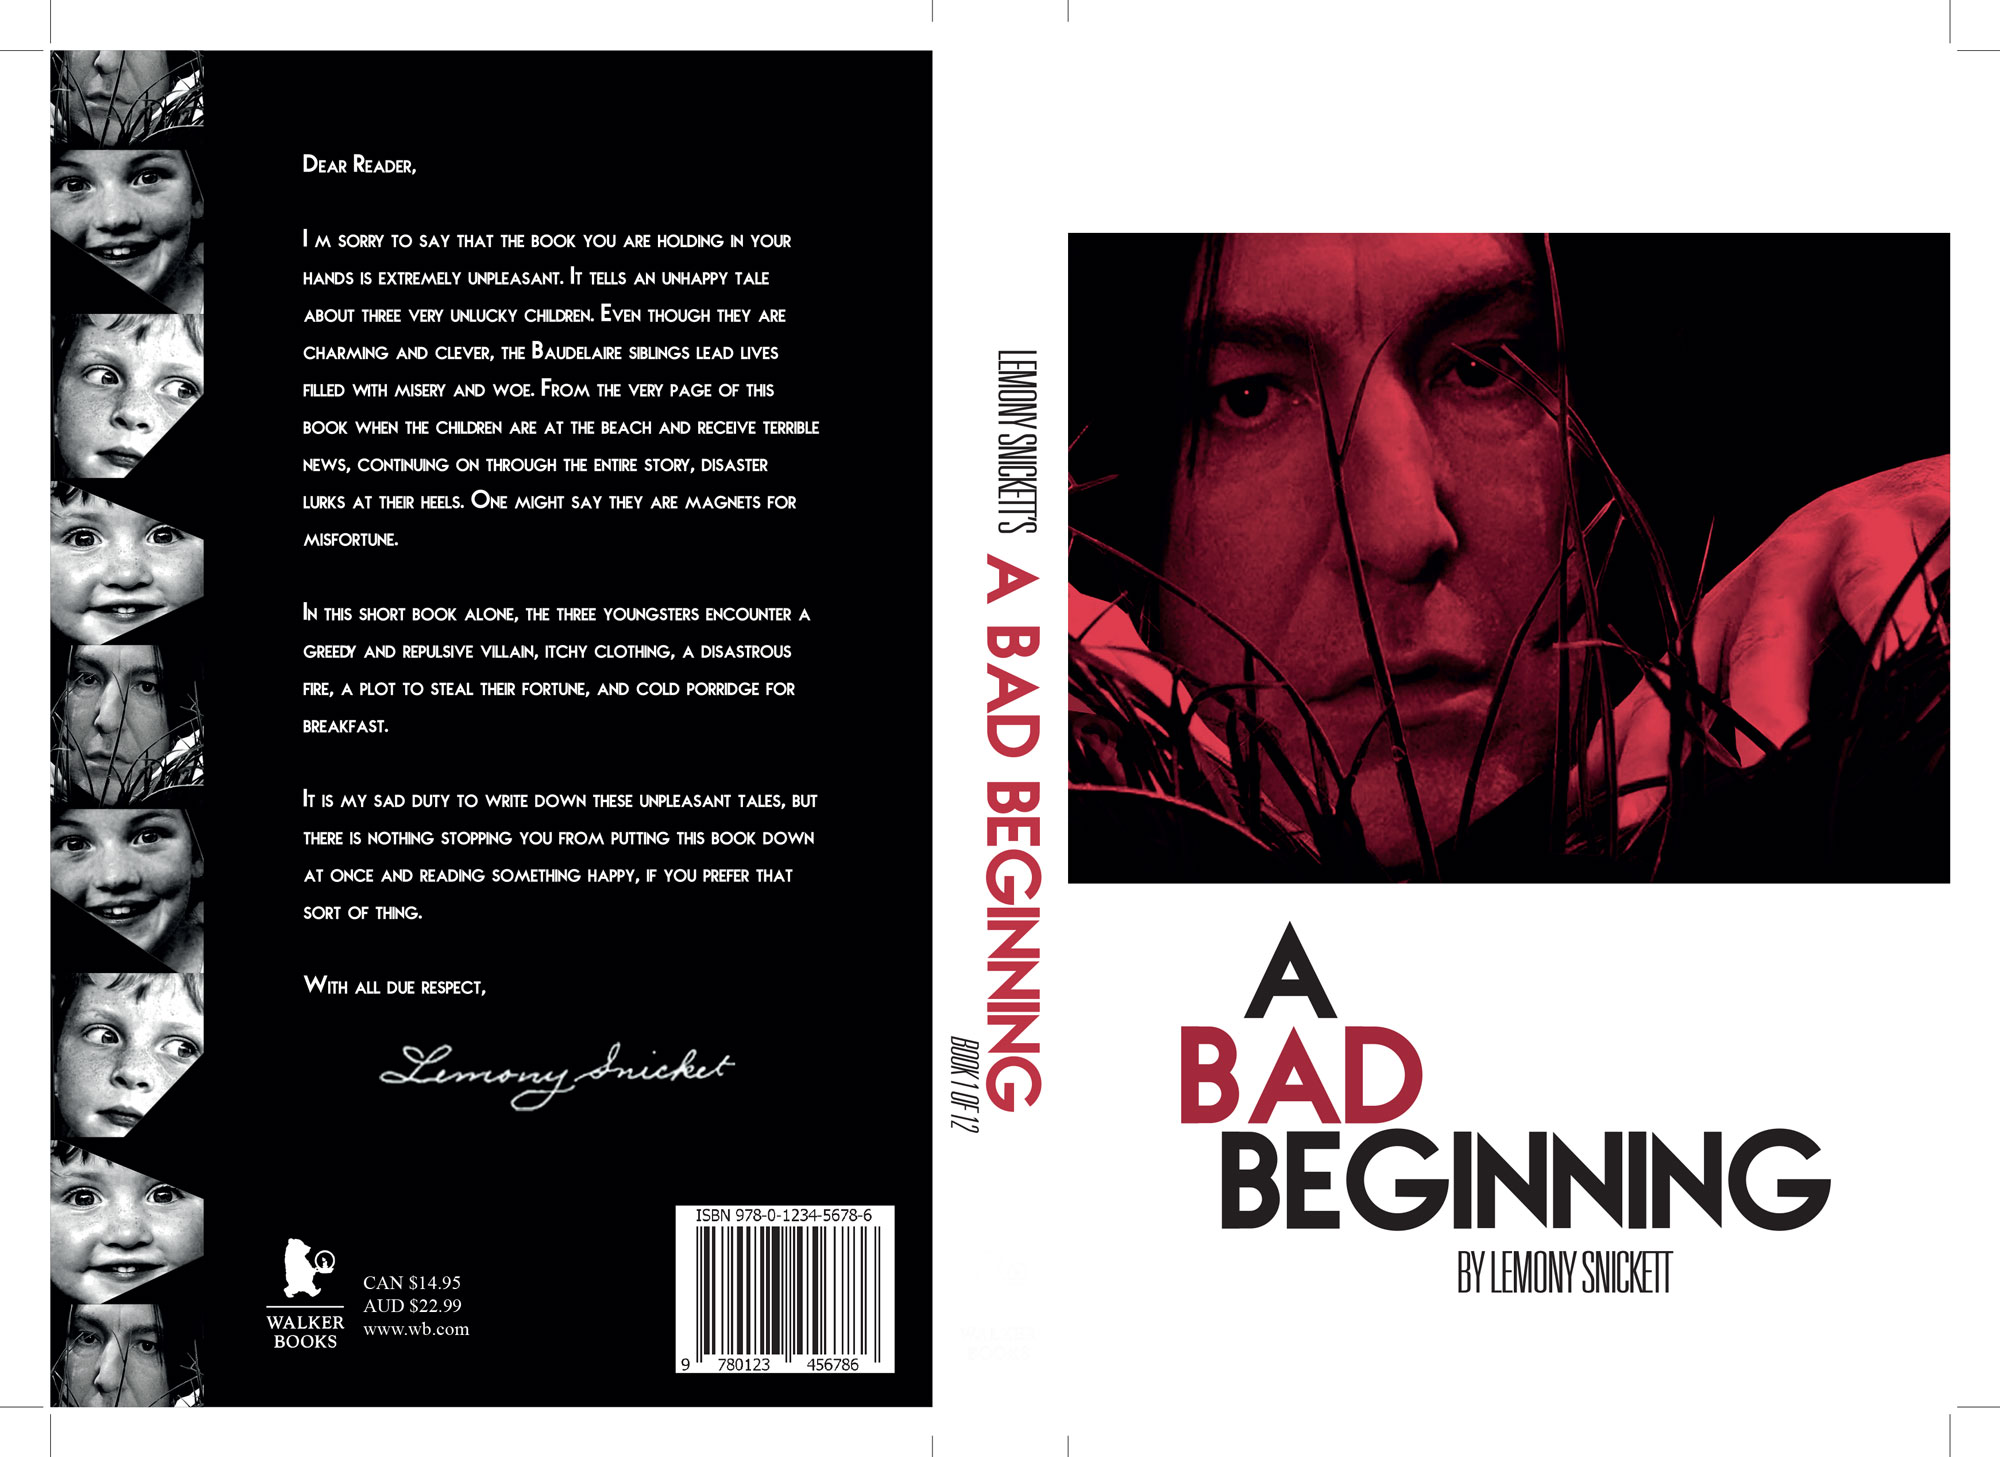 DEAR READER,
I M SORRY TO SAY THAT THE BOOK YOU ARE HOLDING IN YOUR
HANDS IS EXTREMELY UNPLEASANT. IT TELLS AN UNHAPPY TALE
ABOUT THREE VERY UNLUCKY CHILDREN. EVEN THOUGH THEY ARE
CHARMING AND CLEVER, THE BAUDELAIRE SIBLINGS LEAD LIVES
FILLED WITH MISERY AND WOE. FROM THE VERY PAGE OF THIS
BOOK WHEN THE CHILDREN ARE AT THE BEACH AND RECEIVE TERRIBLE
NEWS, CONTINUING ON THROUGH THE ENTIRE STORY, DISASTER
LURKS AT THEIR HEELS. ONE MIGHT SAY THEY ARE MAGNETS FOR
MISFORTUNE.
IN THIS SHORT BOOK ALONE, THE THREE YOUNGSTERS ENCOUNTER A
GREEDY AND REPULSIVE VILLAIN, ITCHY CLOTHING, A DISASTROUS
FIRE, A PLOT TO STEAL THEIR FORTUNE, AND COLD PORRIDGE FOR
BREAKFAST.
IT IS MY SAD DUTY TO WRITE DOWN THESE UNPLEASANT TALES, BUT
THERE IS NOTHING STOPPING YOU FROM PUTTING THIS BOOK DOWN
AT ONCE AND READING SOMETHING HAPPY, IF YOU PREFER THAT
SORT OF THING.
WITH ALL DUE RESPECT,
Lemony Snicket
WALKER
BOOKS
CAN $14.95
AUD $22.99
www.wb.com
ISBN 978-0-1234-5678-6
9 780123 456786
LEMONY SNICKETT'S A BAD BEGINNING
BOOK 1 OF 12
A
BAD
BEGINNING
BY LEMONY SNICKETT